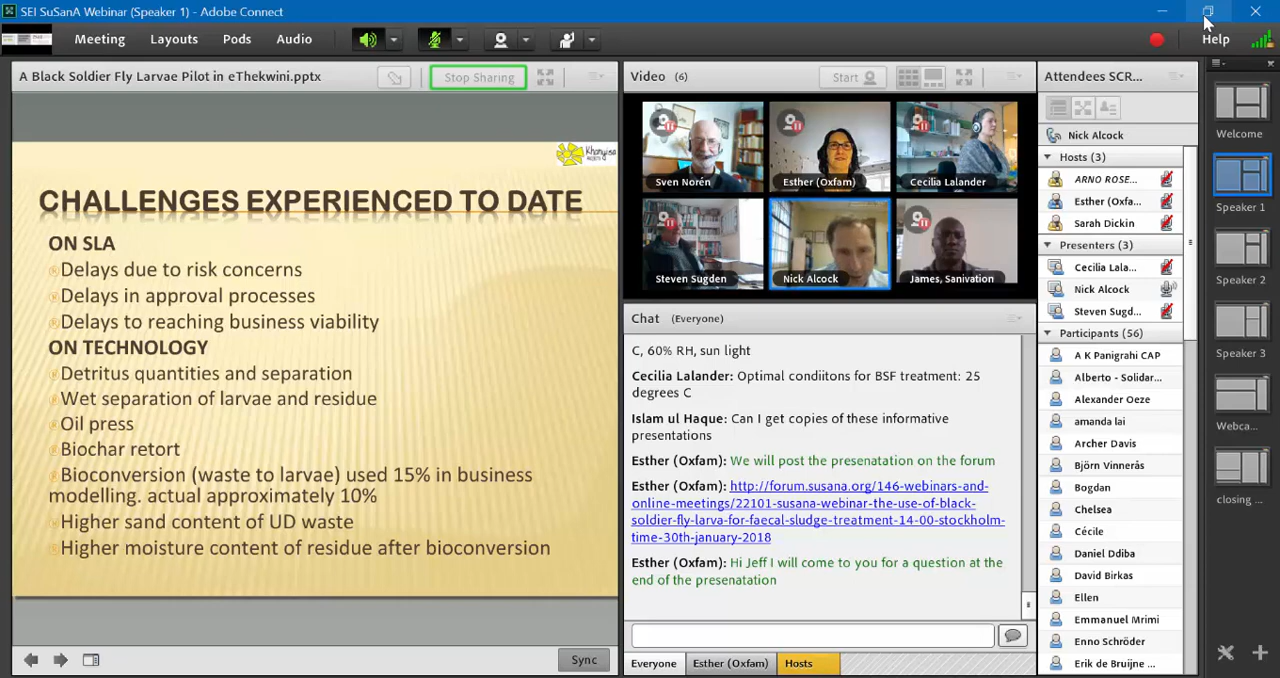 SEI SuSanA Webinar (Speaker 1) - Adobe Connect
Meeting
Layouts
Pods
Audio
Help
A Black Soldier Fly Larvae Pilot in eThekwini.pptx
Stop Sharing
Khanyisa
PROJECTS
CHALLENGES EXPERIENCED TO DATE
ON SLA
Delays due to risk concerns
Delays in approval processes
Delays to reaching business viability
ON TECHNOLOGY
Detritus quantities and separation
Wet separation of larvae and residue
Oil press
Biochar retort
Bioconversion (waste to larvae) used 15% in business
modelling. actual approximately 10%
Higher sand content of UD waste
Higher moisture content of residue after bioconversion
Sync
Video (6)
Start
Sven Norén
Esther (Oxfam)
Cecilia Lalander
Steven Sugden
Nick Alcock
James, Sanivation
Chat (Everyone)
C, 60% RH, sun light
Cecilia Lalander: Optimal condiitons for BSF treatment: 25
degrees C
Islam ul Haque: Can I get copies of these informative
presentations
Esther (Oxfam): We will post the presenatation on the forum
Esther (Oxfam): http://forum.susana.org/146-webinars-and-
online-meetings/22101-susana-webinar-the-use-of-black-
soldier-fly-larva-for-faecal-sludge-treatment-14-00-stockholm-
time-30th-january-2018
Esther (Oxfam): Hi Jeff I will come to you for a question at the
end of the presenatation
Everyone
Esther (Oxfam)
Hosts
Attendees SCR...
Nick Alcock
Hosts (3)
ARNO ROSE...
Esther (Oxfa...
Sarah Dickin
Presenters (3)
Cecilia Lala...
Nick Alcock
Steven Sugd...
Participants (56)
A K Panigrahi CAP
Alberto - Solidar...
Alexander Oeze
amanda lai
Archer Davis
Björn Vinnerås
Bogdan
Chelsea
Cécile
Daniel Ddiba
David Birkas
Ellen
Emmanuel Mrimi
Enno Schröder
Erik de Bruijne ...
Welcome
Speaker 1
Speaker 2
Speaker 3
Webca...
closing ...